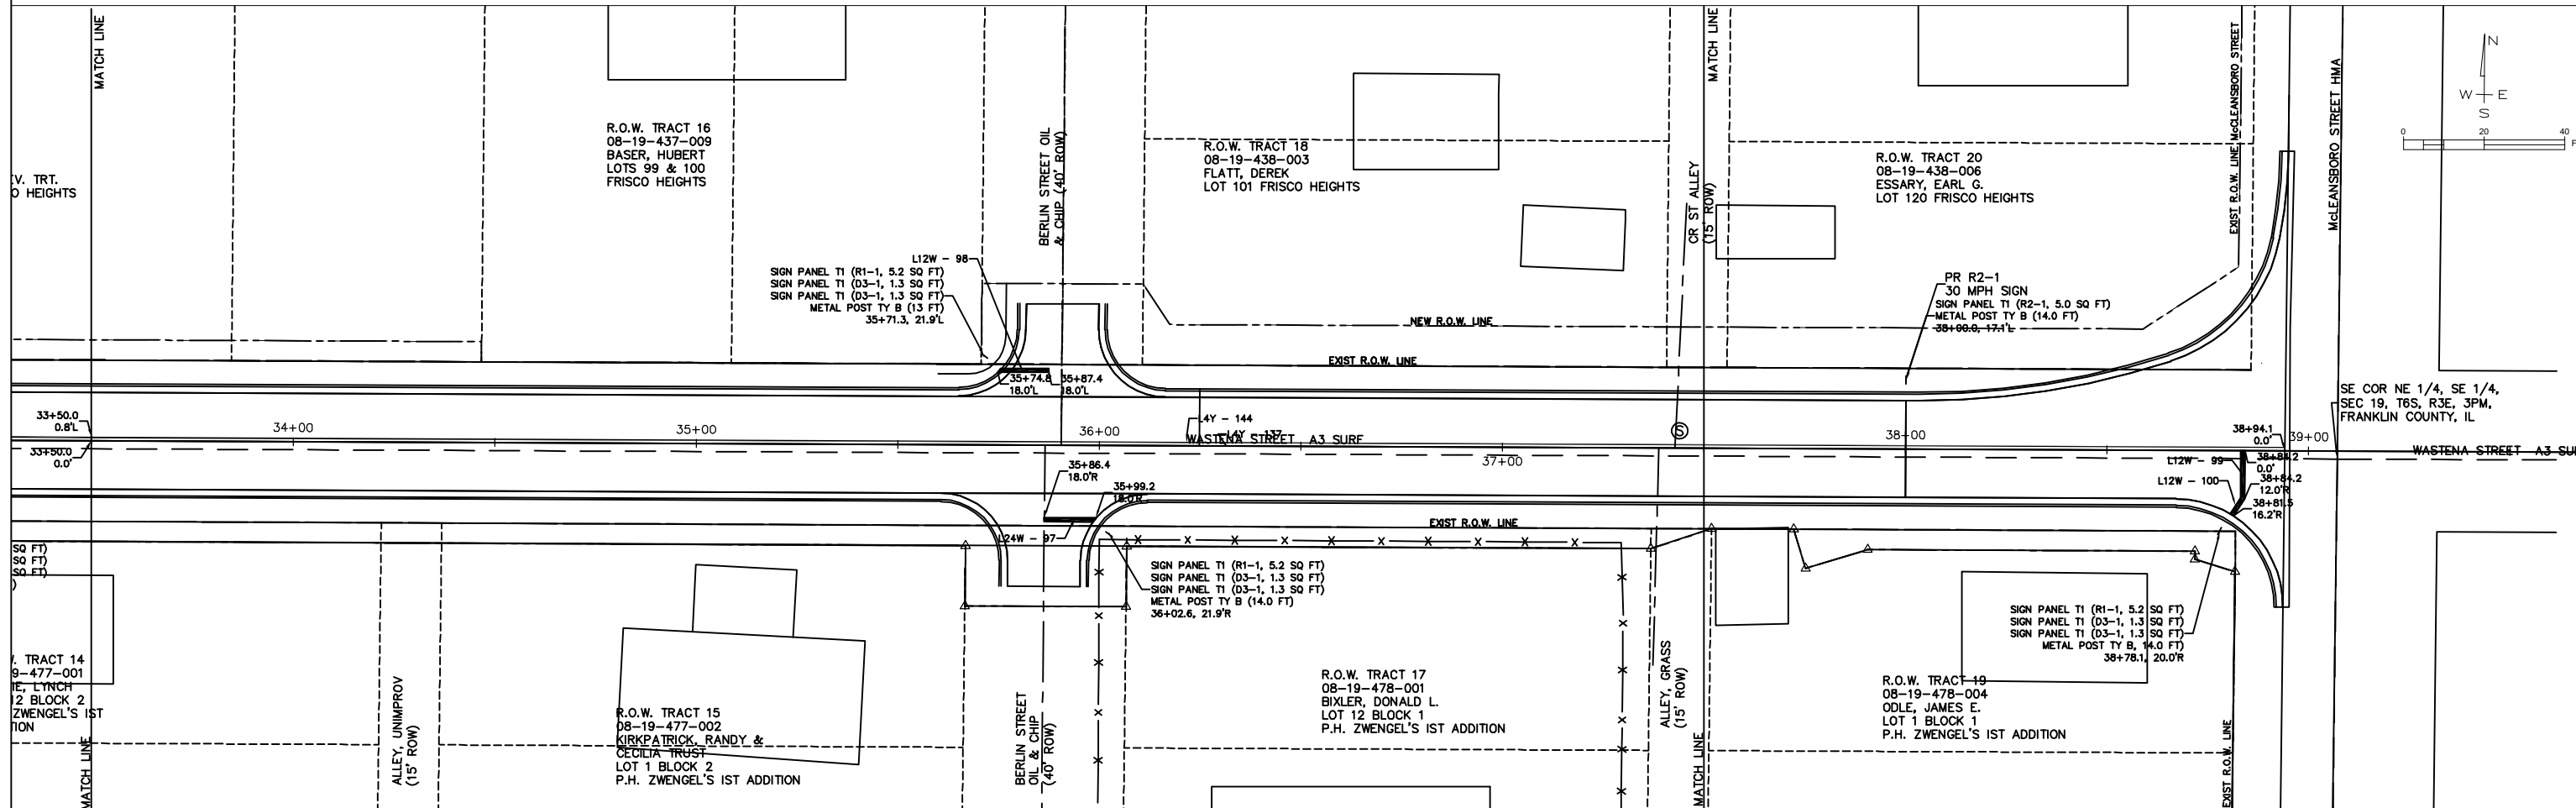 MATCH LINE
V. TRT.
O HEIGHTS
R.O.W. TRACT 16
08-19-437-009
BASER, HUBERT
LOTS 99 & 100
FRISCO HEIGHTS
BERLIN STREET OIL
& CHIP (40' ROW)
R.O.W. TRACT 18
08-19-438-003
FLATT, DEREK
LOT 101 FRISCO HEIGHTS
CR ST ALLEY
(15' ROW)
MATCH LINE
R.O.W. TRACT 20
08-19-438-006
ESSARY, EARL G.
LOT 120 FRISCO HEIGHTS
EXIST R.O.W. LINE McCLEANSBORO STREET
McLEANSBORO STREET HMA
N
W E
S
0 20 40
F
L12W - 98
SIGN PANEL T1 (R1-1, 5.2 SQ FT)
SIGN PANEL T1 (D3-1, 1.3 SQ FT)
SIGN PANEL T1 (D3-1, 1.3 SQ FT)
METAL POST TY B (13 FT)
35+71.3, 21.9'L
PR R2-1
30 MPH SIGN
SIGN PANEL T1 (R2-1, 5.0 SQ FT)
METAL POST TY B (14.0 FT)
38+00.0, 17.1'L
NEW R.O.W. LINE
EXIST R.O.W. LINE
35+74.8
18.0'L
35+87.4
18.0'L
SE COR NE 1/4, SE 1/4,
SEC 19, T6S, R3E, 3PM,
FRANKLIN COUNTY, IL
33+50.0
0.8'L
33+50.0
0.0'
34+00
35+00
36+00
L4Y - 144
L4Y - 137
WASTENA STREET A3 SURF
37+00
S
38+00
38+94.1
0.0'
39+00
WASTENA STREET A3 SU
35+86.4
18.0'R
35+99.2
18.0'R
L12W - 99
38+84.2
0.0'
L12W - 100
38+84.2
12.0'R
38+81.5
16.2'R
EXIST R.O.W. LINE
L24W - 97
SQ FT)
SQ FT)
SQ FT)
)
SIGN PANEL T1 (R1-1, 5.2 SQ FT)
SIGN PANEL T1 (D3-1, 1.3 SQ FT)
SIGN PANEL T1 (D3-1, 1.3 SQ FT)
METAL POST TY B (14.0 FT)
36+02.6, 21.9'R
SIGN PANEL T1 (R1-1, 5.2 SQ FT)
SIGN PANEL T1 (D3-1, 1.3 SQ FT)
SIGN PANEL T1 (D3-1, 1.3 SQ FT)
METAL POST TY B, 14.0 FT)
38+78.1, 20.0'R
. TRACT 14
9-477-001
IE, LYNCH
12 BLOCK 2
ZWENGEL'S IST
TION
MATCH LINE
ALLEY, UNIMPROV
(15' ROW)
R.O.W. TRACT 15
08-19-477-002
KIRKPATRICK, RANDY &
CECILIA TRUST
LOT 1 BLOCK 2
P.H. ZWENGEL'S IST ADDITION
BERLIN STREET
OIL & CHIP
(40' ROW)
R.O.W. TRACT 17
08-19-478-001
BIXLER, DONALD L.
LOT 12 BLOCK 1
P.H. ZWENGEL'S IST ADDITION
ALLEY, GRASS
(15' ROW)
MATCH LINE
R.O.W. TRACT 19
08-19-478-004
ODLE, JAMES E.
LOT 1 BLOCK 1
P.H. ZWENGEL'S IST ADDITION
EXIST R.O.W. LINE